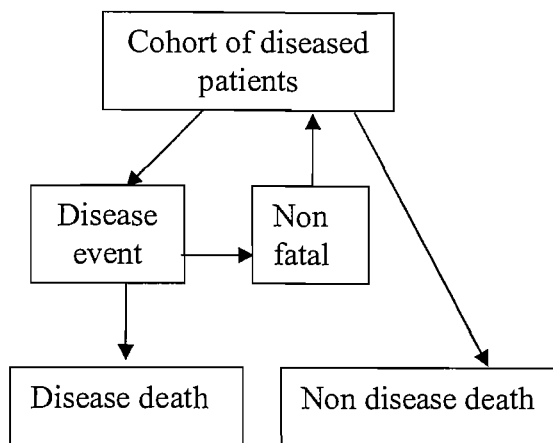 Cohort of diseased
patients
Disease
event
Non
fatal
Disease death
Non disease death